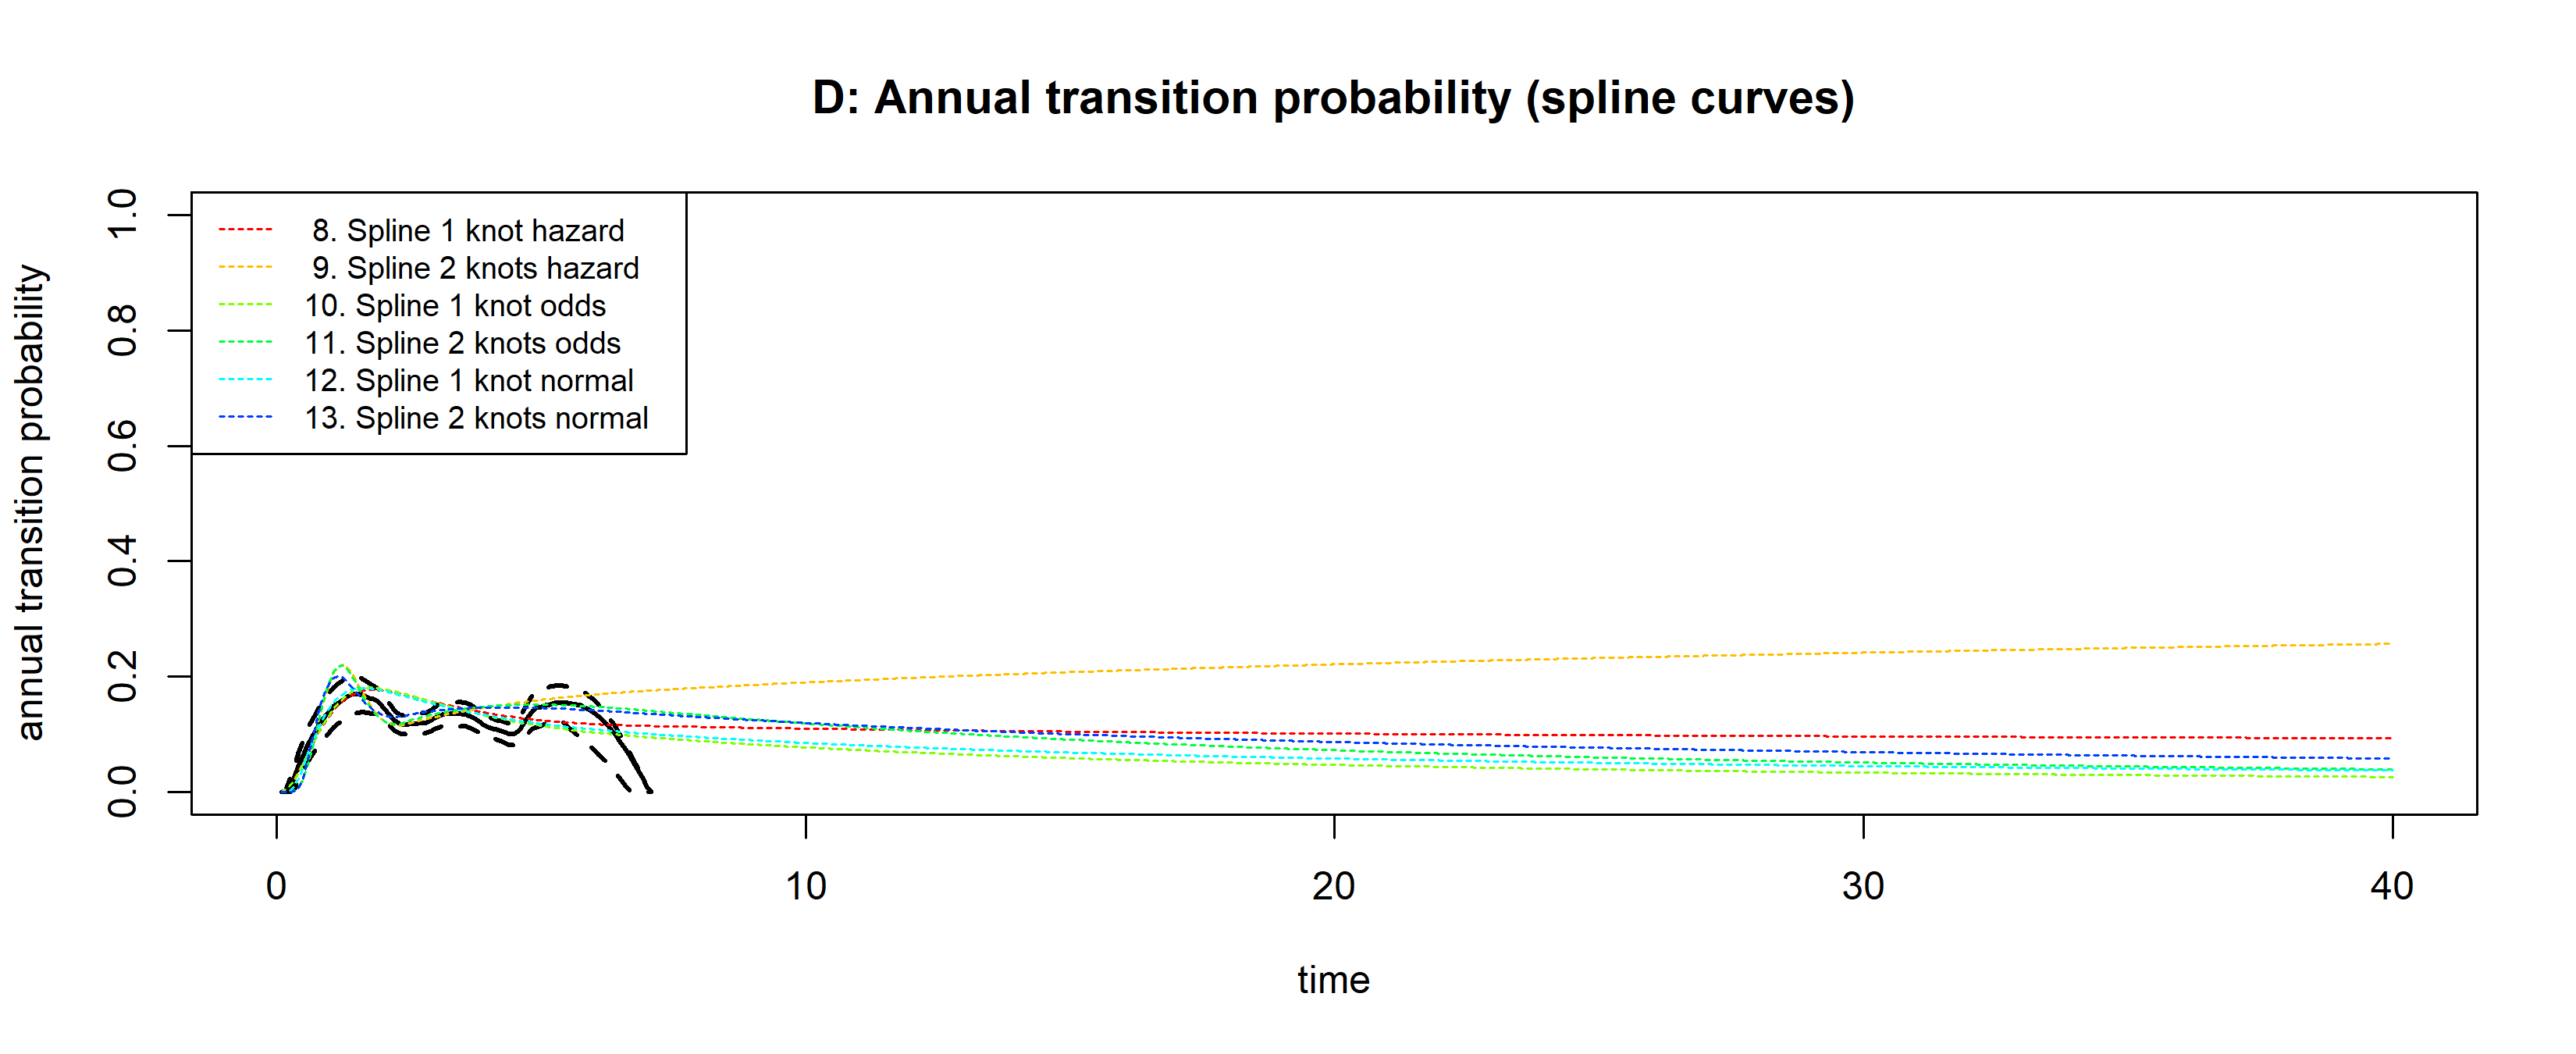 D: Annual transition probability (spline curves)
annual transition probability
1.0
0.8
0.6
0.4
0.2
0.0
8. Spline 1 knot hazard
9. Spline 2 knots hazard
10. Spline 1 knot odds
11. Spline 2 knots odds
12. Spline 1 knot normal
13. Spline 2 knots normal
0 10 20 30 40
time